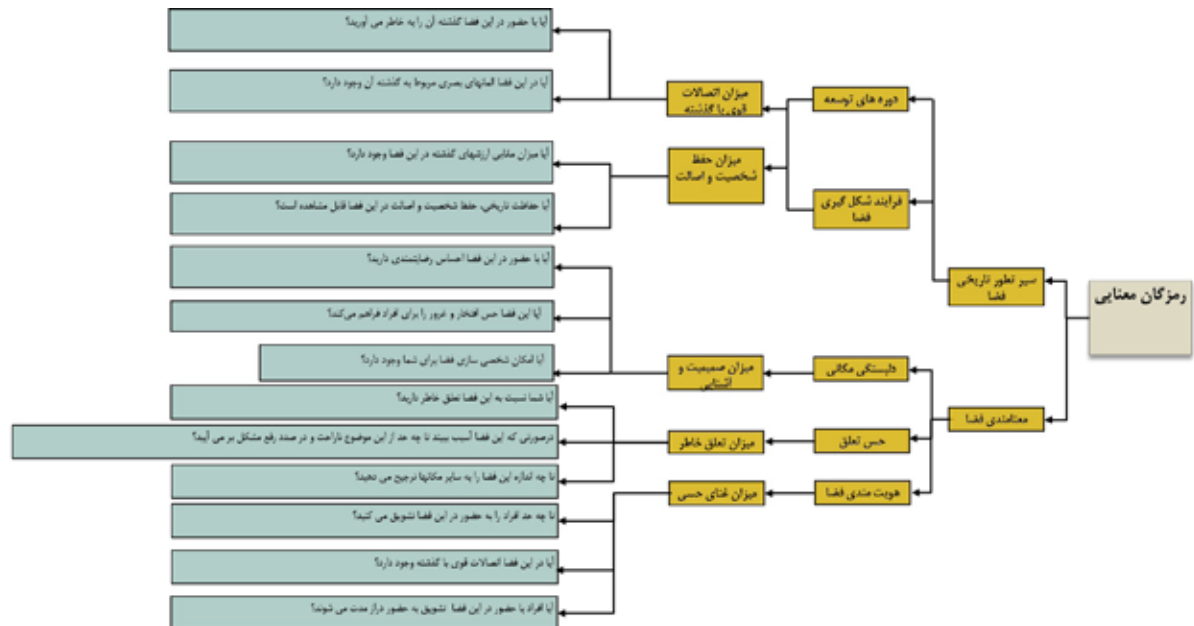 رمزگان معنایی
سیر تطور تاریخی
فضا
معنامندی فضا
دوره های توسعه
فرایند شکل گیری
فضا
دلبستگی مکانی
حس تعلق
هویت مندی فضا
میزان اتصالات
قوی با گذشته
میزان حفظ
شخصیت و اصالت
میزان صمیمیت و
آشنایی
میزان تعلق خاطر
میزان غنای حسی
آیا با حضور در این فضا گذشته آن را به خاطر می آورید؟
آیا در این فضا المانهای بصری مربوط به گذشته آن وجود دارد؟
آیا میزان مانایی ارزشهای گذشته در این فضا وجود دارد؟
آیا حفاظت تاریخی، حفظ شخصیت و اصالت در این فضا قابل مشاهده است؟
آیا با حضور در این فضا احساس رضایتمندی دارید؟
آیا این فضا حس افتخار و غرور را برای افراد فراهم می‌کند؟
آیا امکان شخصی سازی فضا برای شما وجود دارد؟
آیا شما نسبت به این فضا تعلق خاطر دارید؟
درصورتی که این فضا آسیب ببیند تا چه حد از این موضوع ناراحت و در صدد رفع مشکل بر می آیید؟
تا چه اندازه این فضا را به سایر مکانها ترجیح می دهید؟
تا چه حد افراد را به حضور در این فضا تشویق می کنید؟
آیا در این فضا اتصالات قوی با گذشته وجود دارد؟
آیا افراد با حضور در این فضا تشویق به حضور دراز مدت می شوند؟